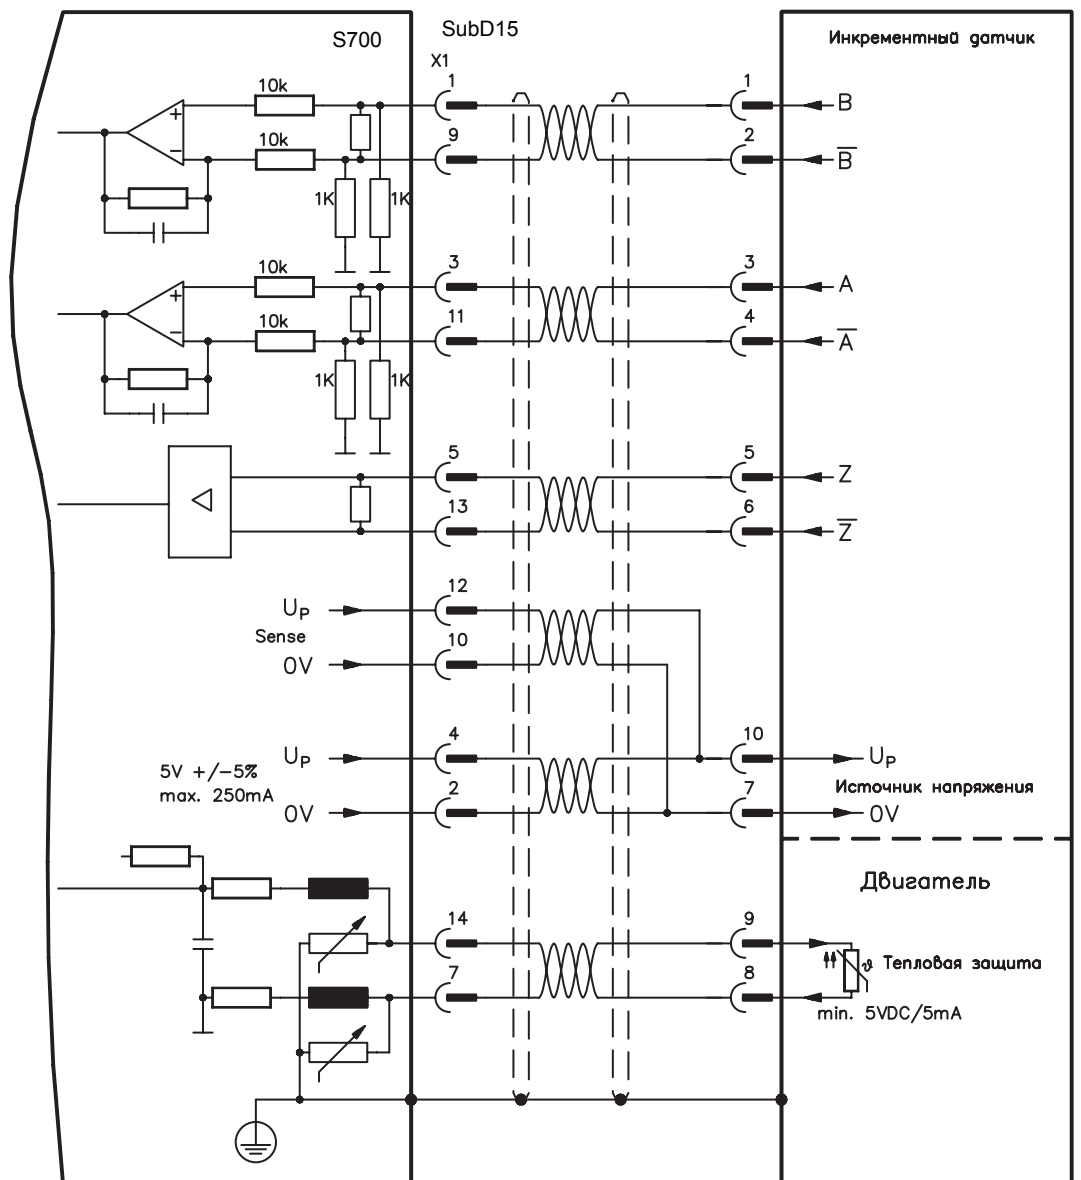 S700
SubD15
Инкрементный датчик
X1
10k
1
1
B
+
10k
9
2
B̅
−
1K
1K
10k
3
3
A
+
10k
11
4
A̅
−
1K
1K
5
5
Z
13
6
Z̅
12
UP
Sense
10
0V
4
10
UP
UP
5V +/−5%
max. 250mA
Источник напряжения
2
7
0V
0V
Двигатель
14
9
ϑ Тепловая защита
7
8
min. 5VDC/5mA